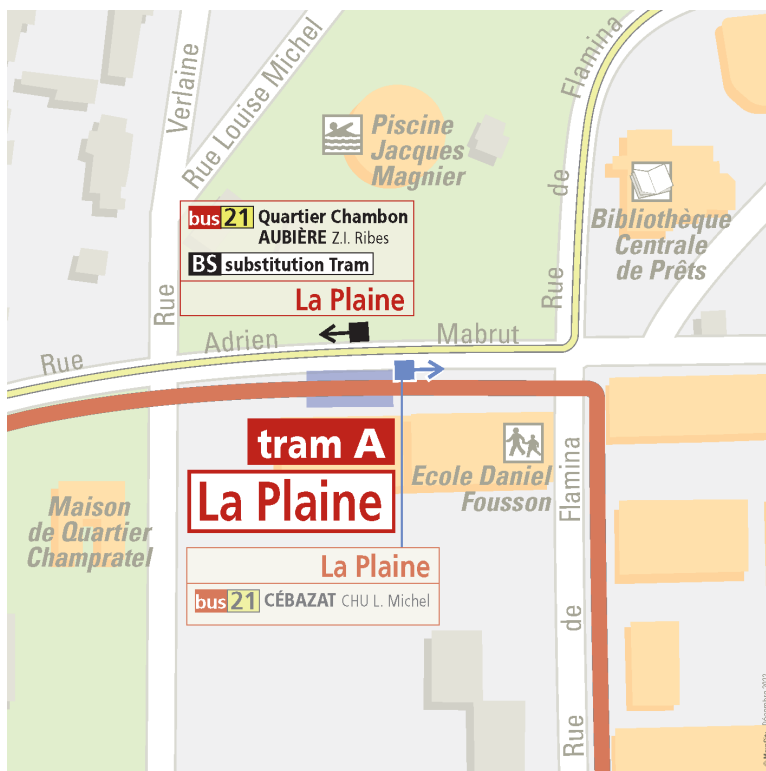 Rue Verlaine
Rue Louise Michel
Rue de Flamina
Piscine
Jacques
Magnier
Bibliothèque
Centrale
de Prêts
bus 21 Quartier Chambon
AUBIÈRE Z.I. Ribes
BS substitution Tram
La Plaine
Rue Adrien Mabrut
tram A
La Plaine
Ecole Daniel
Fousson
Maison
de Quartier
Champratel
La Plaine
bus 21 CÉBAZAT CHU L. Michel
Rue de Flamina